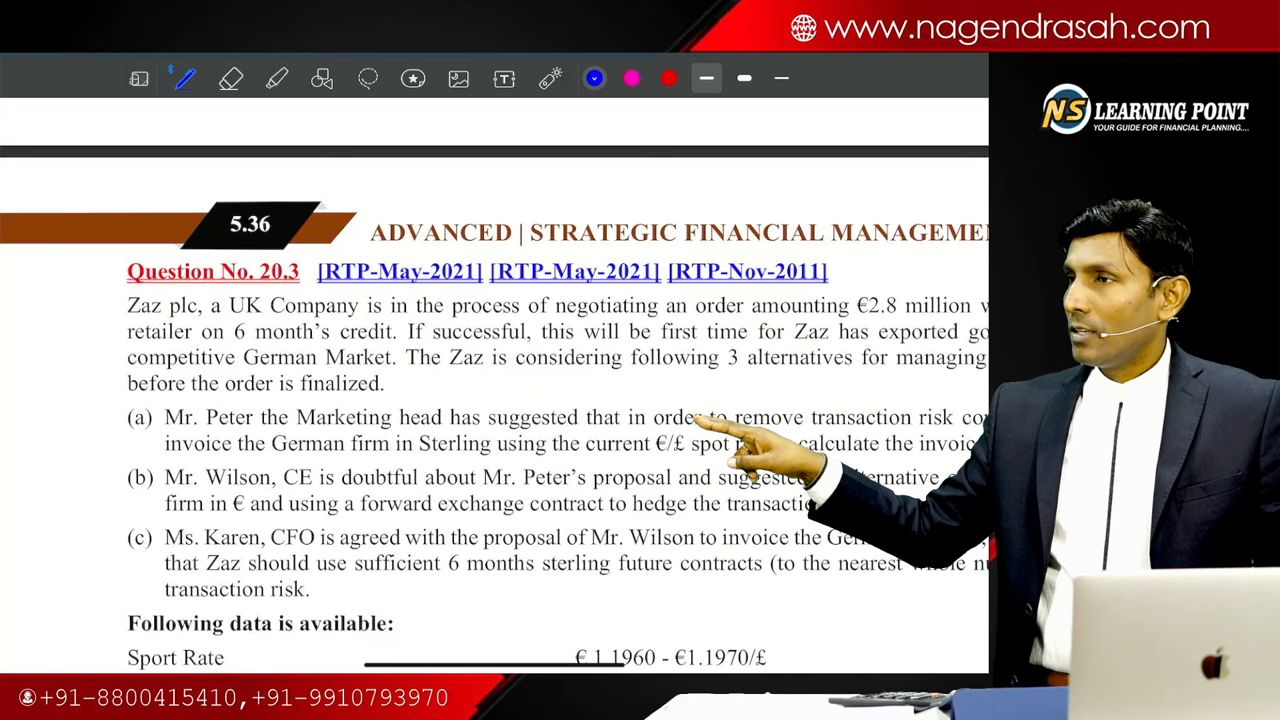 www.nagendrasah.com
NS LEARNING POINT
YOUR GUIDE FOR FINANCIAL PLANNING....
5.36
ADVANCED | STRATEGIC FINANCIAL MANAGEME
Question No. 20.3 [RTP-May-2021] [RTP-May-2021] [RTP-Nov-2011]
Zaz plc, a UK Company is in the process of negotiating an order amounting €2.8 million
retailer on 6 month's credit. If successful, this will be first time for Zaz has exported
competitive German Market. The Zaz is considering following 3 alternatives for managing
before the order is finalized.
(a) Mr. Peter the Marketing head has suggested that in order to remove transaction risk
invoice the German firm in Sterling using the current €/£ spot calculate the
(b) Mr. Wilson, CE is doubtful about Mr. Peter's proposal and
firm in € and using a forward exchange contract to hedge the
(c) Ms. Karen, CFO is agreed with the proposal of Mr. Wilson to invoice the
that Zaz should use sufficient 6 months sterling future contracts (to the nearest whole
transaction risk.
Following data is available:
Sport Rate € 1.1960 - €1.1970/£
+91-8800415410,+91-9910793970